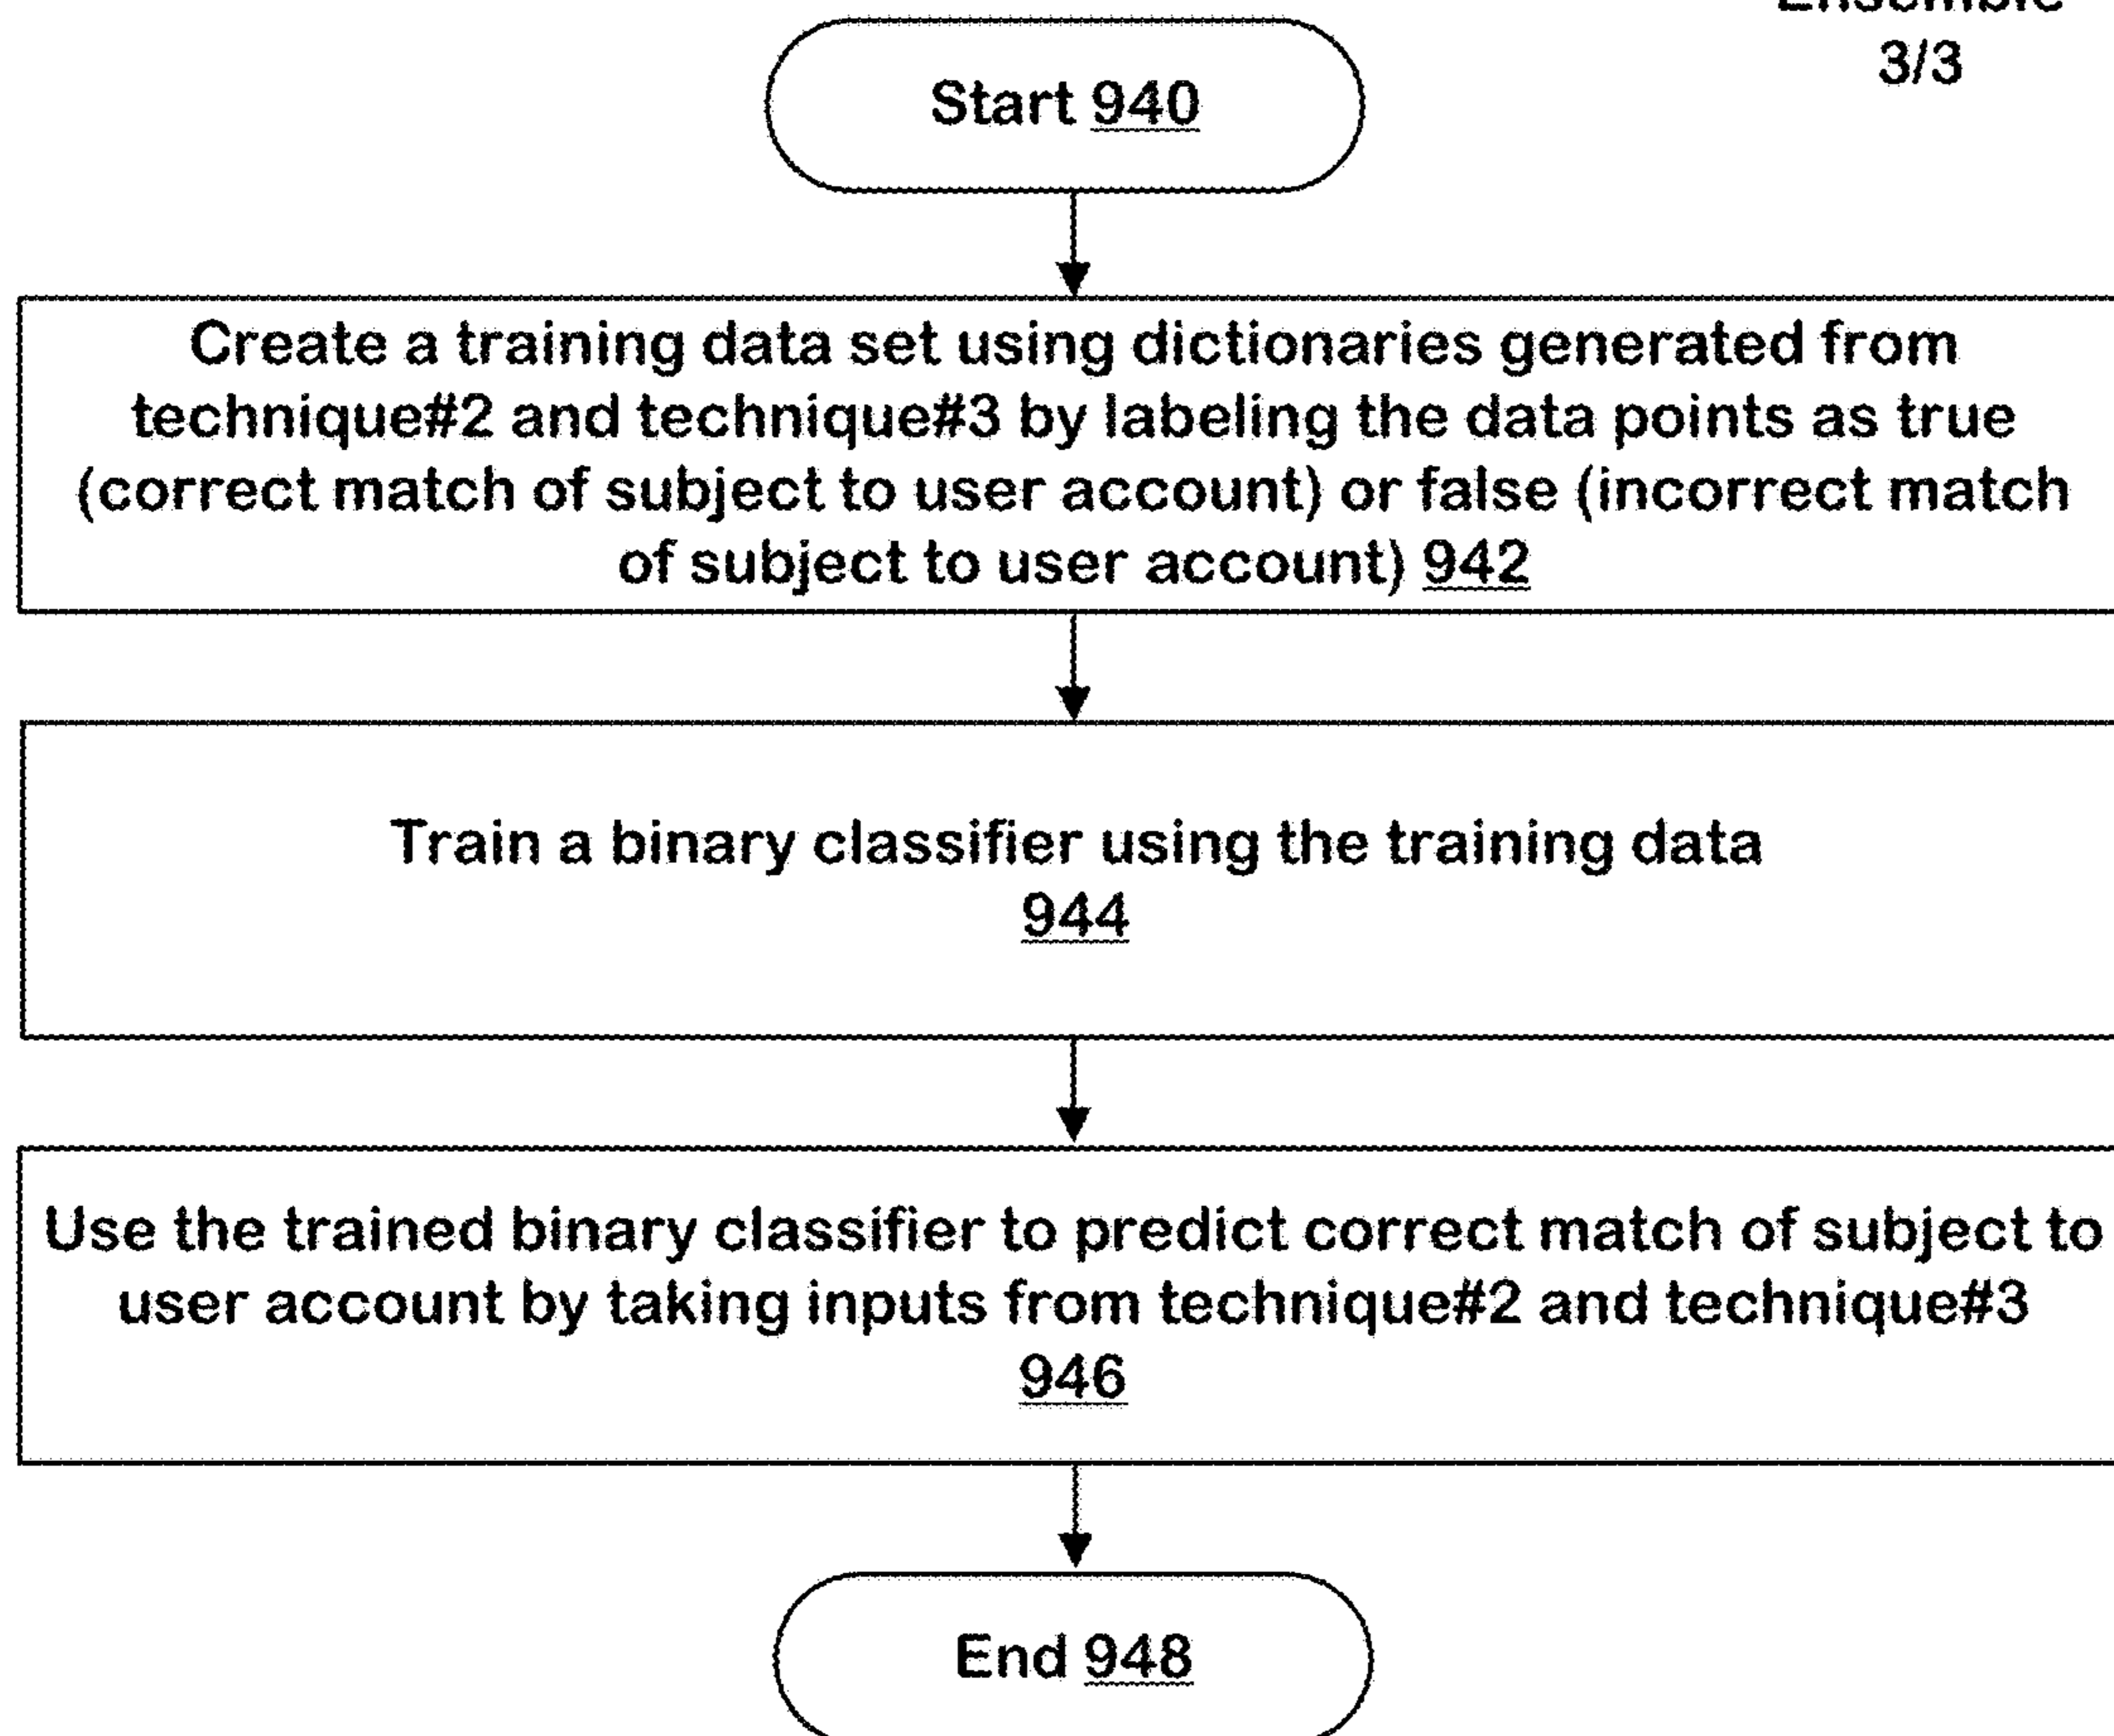 Ensemble
3/3
Start 940
Create a training data set using dictionaries generated from
technique#2 and technique#3 by labeling the data points as true
(correct match of subject to user account) or false (incorrect match
of subject to user account) 942
Train a binary classifier using the training data
944
Use the trained binary classifier to predict correct match of subject to
user account by taking inputs from technique#2 and technique#3
946
End 948